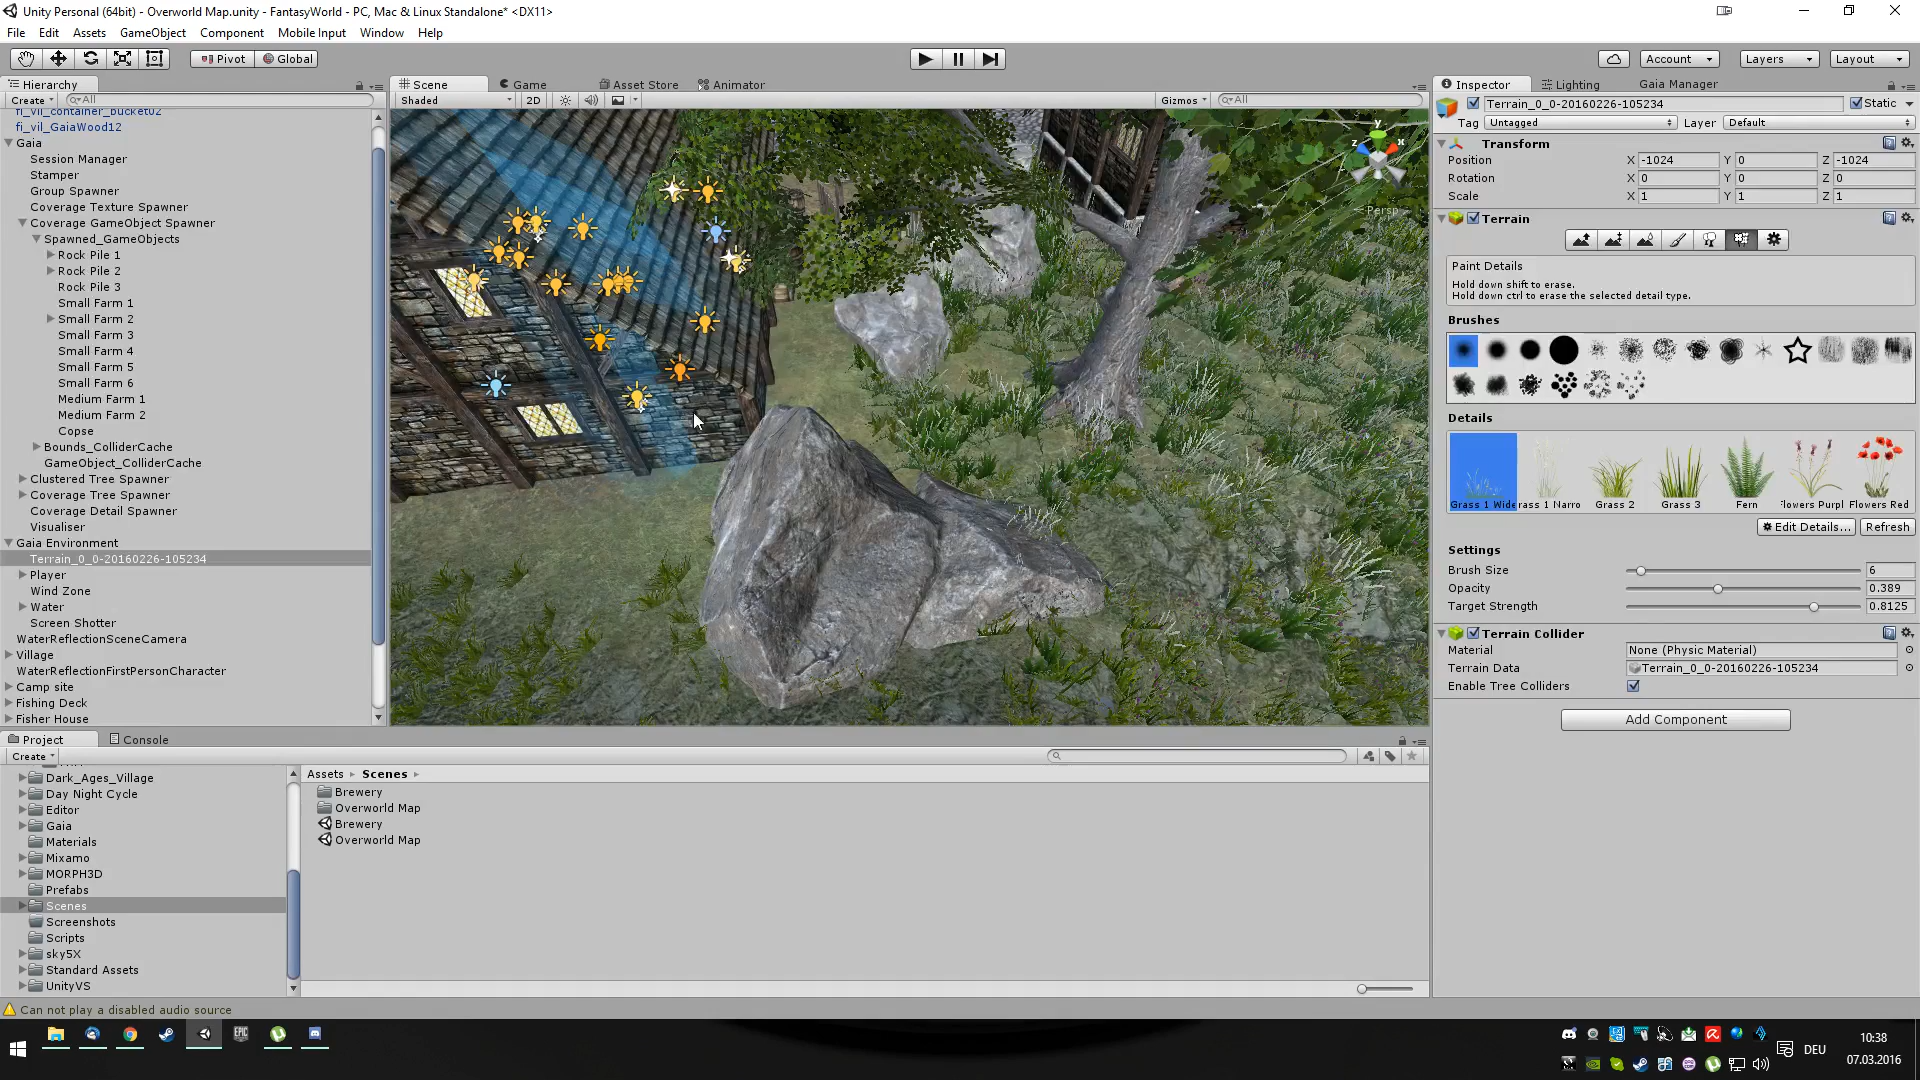 Unity Personal (64bit) - Overworld Map.unity - FantasyWorld - PC, Mac & Linux Standalone* <DX11>
File Edit Assets GameObject Component Mobile Input Window Help
Pivot Global Account Layers Layout
Hierarchy
Create All
fi_vil_container_bucket02
fi_vil_GaiaWood12
Gaia
Session Manager
Stamper
Group Spawner
Coverage Texture Spawner
Coverage GameObject Spawner
Spawned_GameObjects
Rock Pile 1
Rock Pile 2
Rock Pile 3
Small Farm 1
Small Farm 2
Small Farm 3
Small Farm 4
Small Farm 5
Small Farm 6
Medium Farm 1
Medium Farm 2
Copse
Bounds_ColliderCache
GameObject_ColliderCache
Clustered Tree Spawner
Coverage Tree Spawner
Coverage Detail Spawner
Visualiser
Gaia Environment
Terrain_0_0-20160226-105234
Player
Wind Zone
Water
Screen Shotter
WaterReflectionSceneCamera
Village
WaterReflectionFirstPersonCharacter
Camp site
Fishing Deck
Fisher House
Scene Game Asset Store Animator
Shaded 2D Gizmos All
y
z x
Persp
Inspector Lighting Gaia Manager
Terrain_0_0-20160226-105234 Static
Tag Untagged Layer Default
Transform
Position X -1024 Y 0 Z -1024
Rotation X 0 Y 0 Z 0
Scale X 1 Y 1 Z 1
Terrain
Paint Details
Hold down shift to erase.
Hold down ctrl to erase the selected detail type.
Brushes
Details
Grass 1 Wide rass 1 Narro Grass 2 Grass 3 Fern lowers Purpl Flowers Red
Edit Details... Refresh
Settings
Brush Size 6
Opacity 0.389
Target Strength 0.8125
Terrain Collider
Material None (Physic Material)
Terrain Data Terrain_0_0-20160226-105234
Enable Tree Colliders
Add Component
Project Console
Create
Dark_Ages_Village
Day Night Cycle
Editor
Gaia
Materials
Mixamo
MORPH3D
Prefabs
Scenes
Screenshots
Scripts
sky5X
Standard Assets
UnityVS
Assets Scenes
Brewery
Overworld Map
Brewery
Overworld Map
Can not play a disabled audio source
EPIC
DEU
10:38
07.03.2016